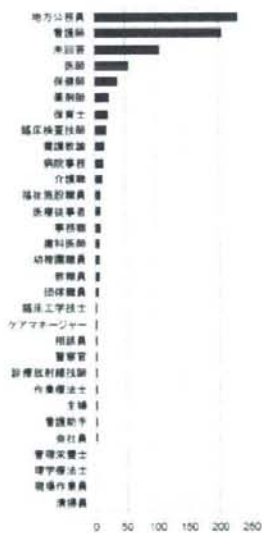 地方公務員
看護師
未回答
医師
保健師
薬剤師
保育士
臨床検査技師
養護教諭
病院事務
介護職
福祉施設職員
医療従事者
事務職
歯科医師
幼稚園職員
教職員
団体職員
臨床工学技士
ケアマネージャー
相談員
警察官
診療放射線技師
作業療法士
主婦
看護助手
会社員
管理栄養士
理学療法士
現場作業員
清掃員
0 50 100 150 200 250